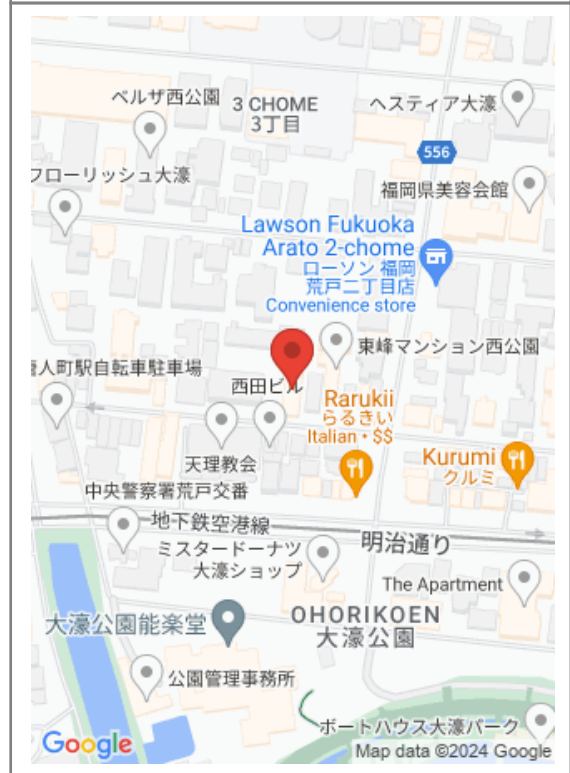 ベルザ西公園
3 CHOME
3丁目
ヘスティア大濠
556
フローリッシュ大濠
福岡県美容会館
Lawson Fukuoka
Arato 2-chome
ローソン 福岡
荒戸二丁目店
Convenience store
東峰マンション西公園
人町駅自転車駐車場
西田ビル
Rarukii
らるきい
Italian • $$
天理教会
Kurumi
クルミ
中央警察署荒戸交番
地下鉄空港線
明治通り
ミスタードーナツ
大濠ショップ
The Apartment
大濠公園能楽堂
OHORIKOEN
大濠公園
公園管理事務所
ボートハウス大濠パーク
Google
Map data ©2024 Google